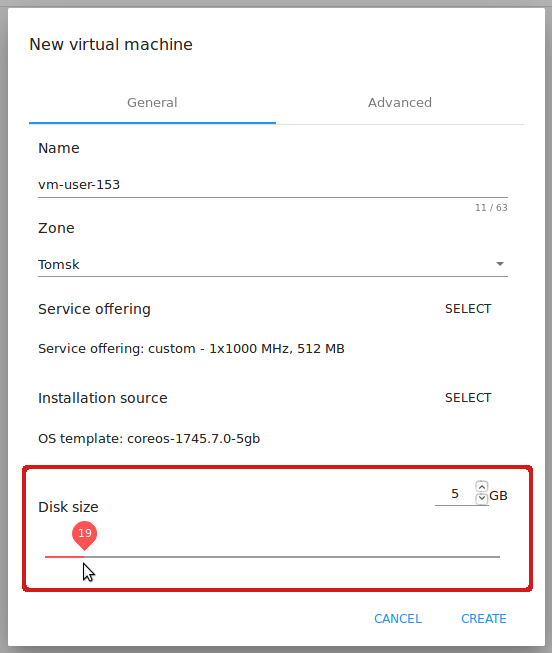 New virtual machine
General Advanced
Name
vm-user-153
11 / 63
Zone
Tomsk
Service offering SELECT
Service offering: custom - 1x1000 MHz, 512 MB
Installation source SELECT
OS template: coreos-1745.7.0-5gb
5 GB
Disk size
19
CANCEL CREATE